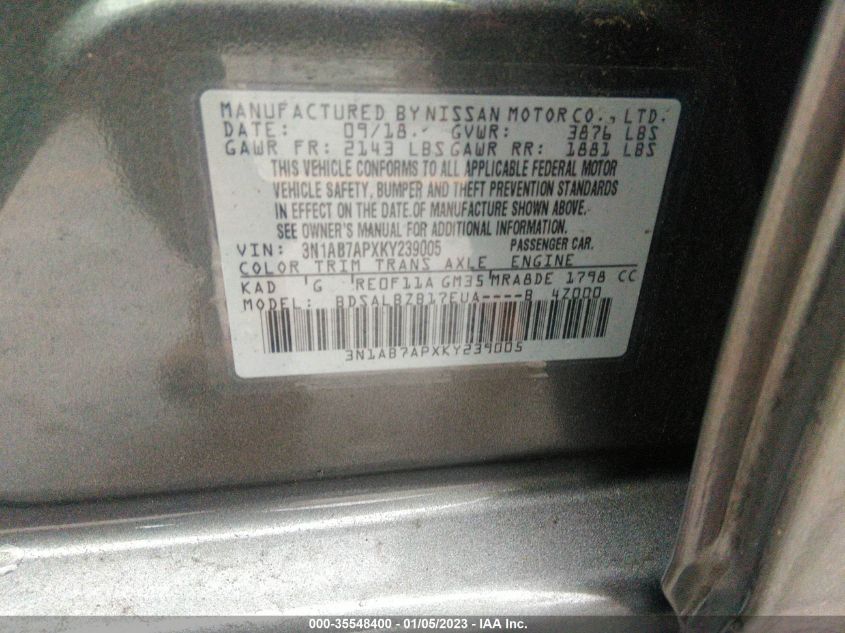 MANUFACTURED BY NISSAN MOTOR CO., LTD.
DATE: 09/18 GVWR: 3876 LBS
GAWR FR: 2143 LBS GAWR RR: 1881 LBS
THIS VEHICLE CONFORMS TO ALL APPLICABLE FEDERAL MOTOR
VEHICLE SAFETY, BUMPER AND THEFT PREVENTION STANDARDS
IN EFFECT ON THE DATE OF MANUFACTURE SHOWN ABOVE.
SEE OWNER'S MANUAL FOR ADDITIONAL INFORMATION.
VIN: 3N1AB7APXKY239005 PASSENGER CAR.
COLOR TRIM TRANS AXLE ENGINE
KAD G RE0F11A GM35 MRA8DE 1798 CC
MODEL: BDSALBZB17EUA----B 4Z000
3N1AB7APXKY239005
000-35548400 - 01/05/2023 - IAA Inc.